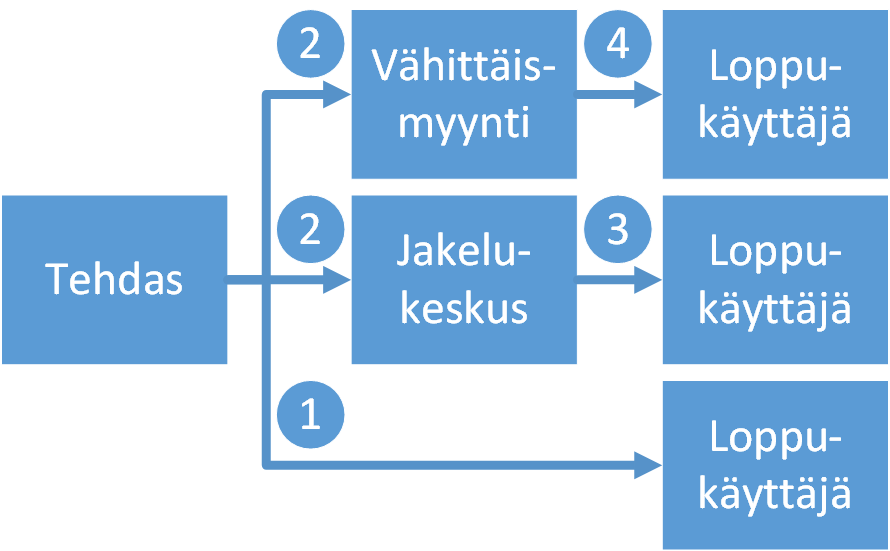 2
Vähittäis-
myynti
4
Loppu-
käyttäjä
Tehdas
2
Jakelu-
keskus
3
Loppu-
käyttäjä
1
Loppu-
käyttäjä